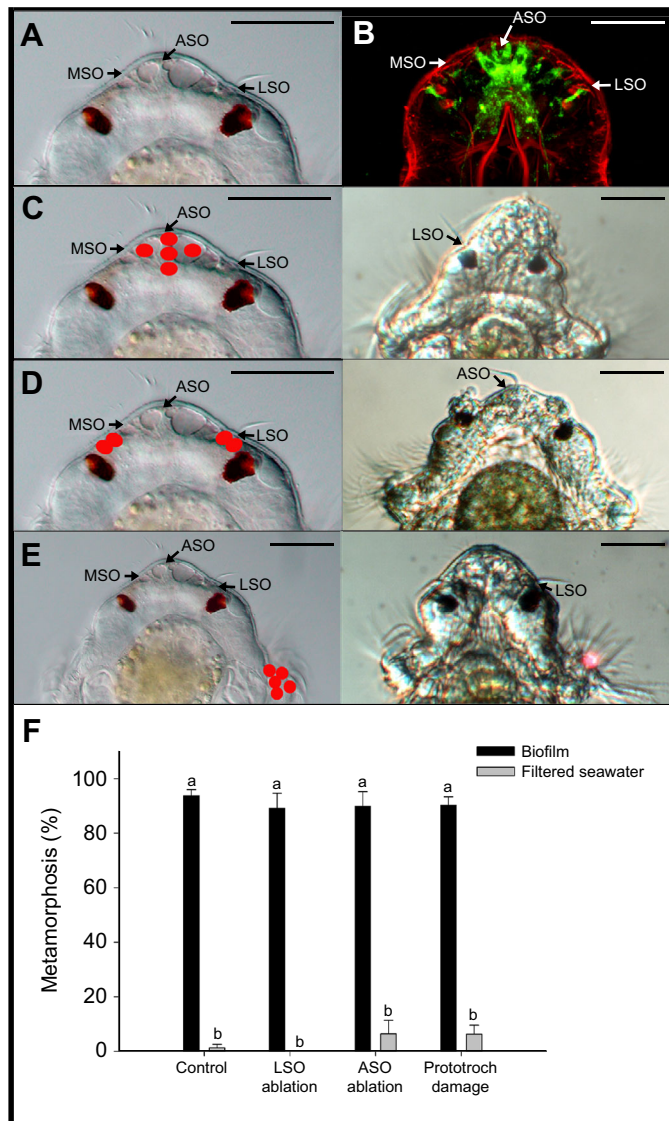 A
ASO
MSO
LSO
B
ASO
MSO
LSO
C
ASO
MSO
LSO
LSO
D
ASO
MSO
LSO
ASO
E
ASO
MSO
LSO
LSO
F
Biofilm
Filtered seawater
Metamorphosis (%)
100
80
60
40
20
0
a
a
a
a
b
b
b
b
Control
LSO ablation
ASO ablation
Prototroch damage